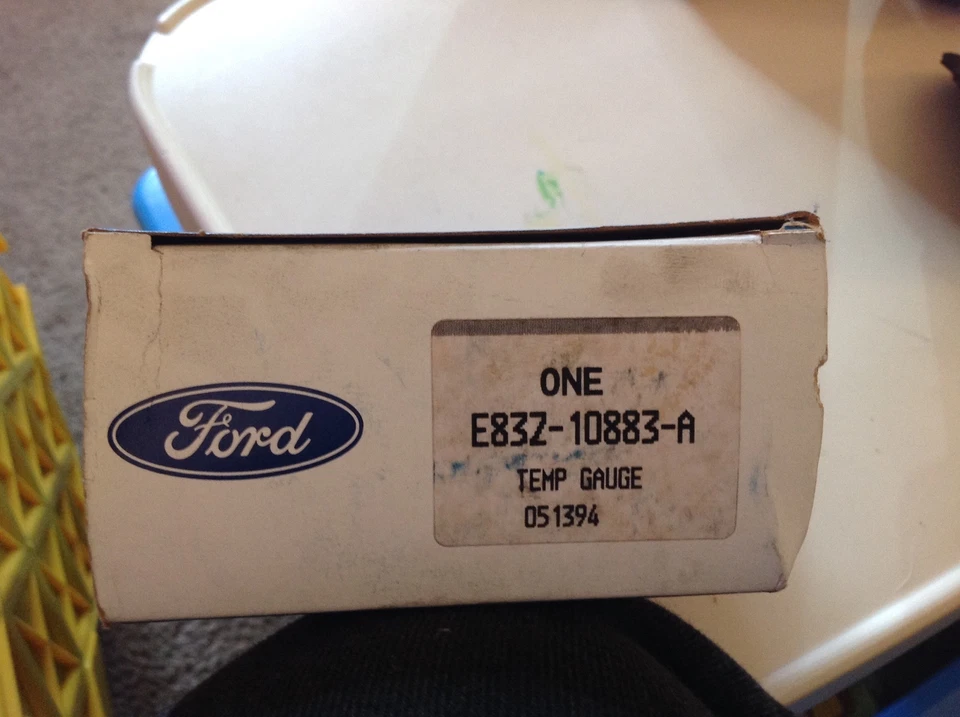 Ford
ONE
E83Z-10883-A
TEMP GAUGE
051394